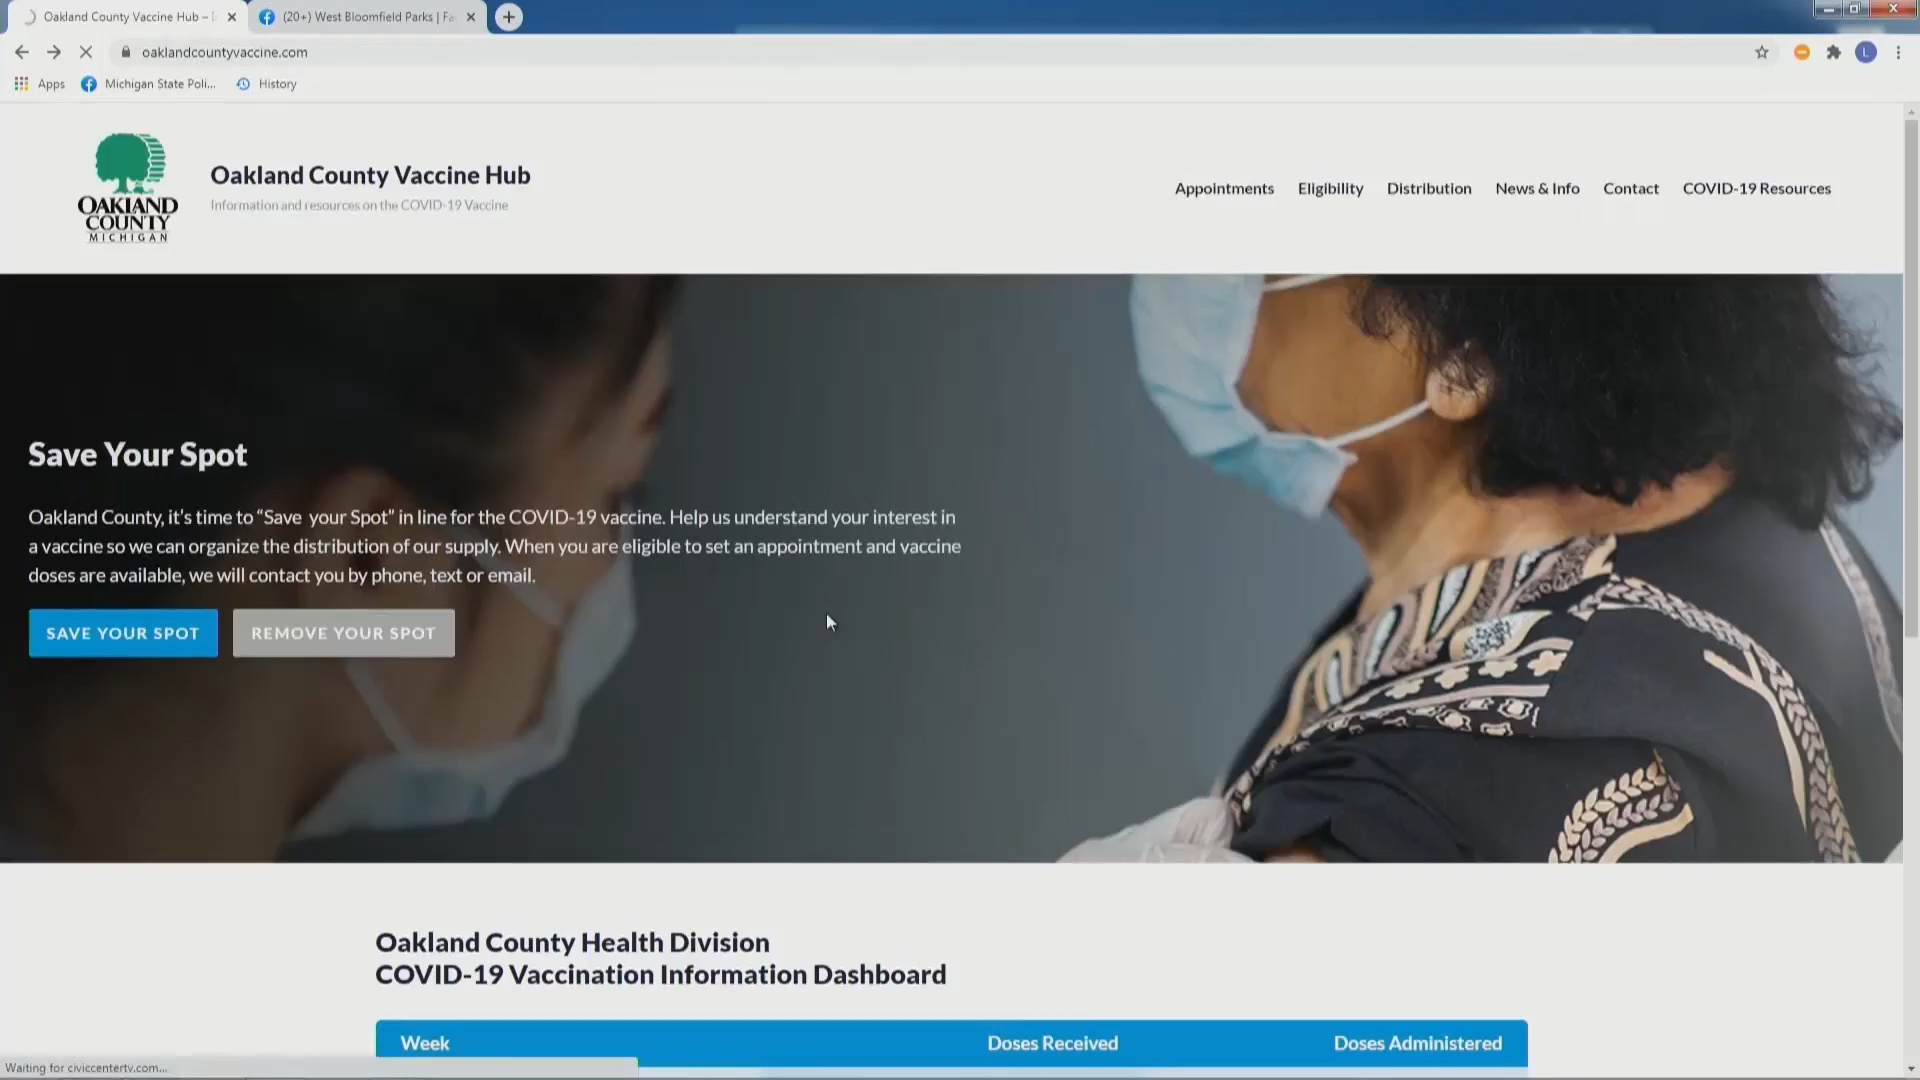 Oakland County Vaccine Hub –
(20+) West Bloomfield Parks | Fa
oaklandcountyvaccine.com
L
Apps
Michigan State Poli...
History
OAKLAND
COUNTY
MICHIGAN
Oakland County Vaccine Hub
Information and resources on the COVID-19 Vaccine
Appointments Eligibility Distribution News & Info Contact COVID-19 Resources
Save Your Spot
Oakland County, it's time to “Save your Spot” in line for the COVID-19 vaccine. Help us understand your interest in
a vaccine so we can organize the distribution of our supply. When you are eligible to set an appointment and vaccine
doses are available, we will contact you by phone, text or email.
SAVE YOUR SPOT REMOVE YOUR SPOT
Oakland County Health Division
COVID-19 Vaccination Information Dashboard
Week Doses Received Doses Administered
Waiting for civiccentertv.com...